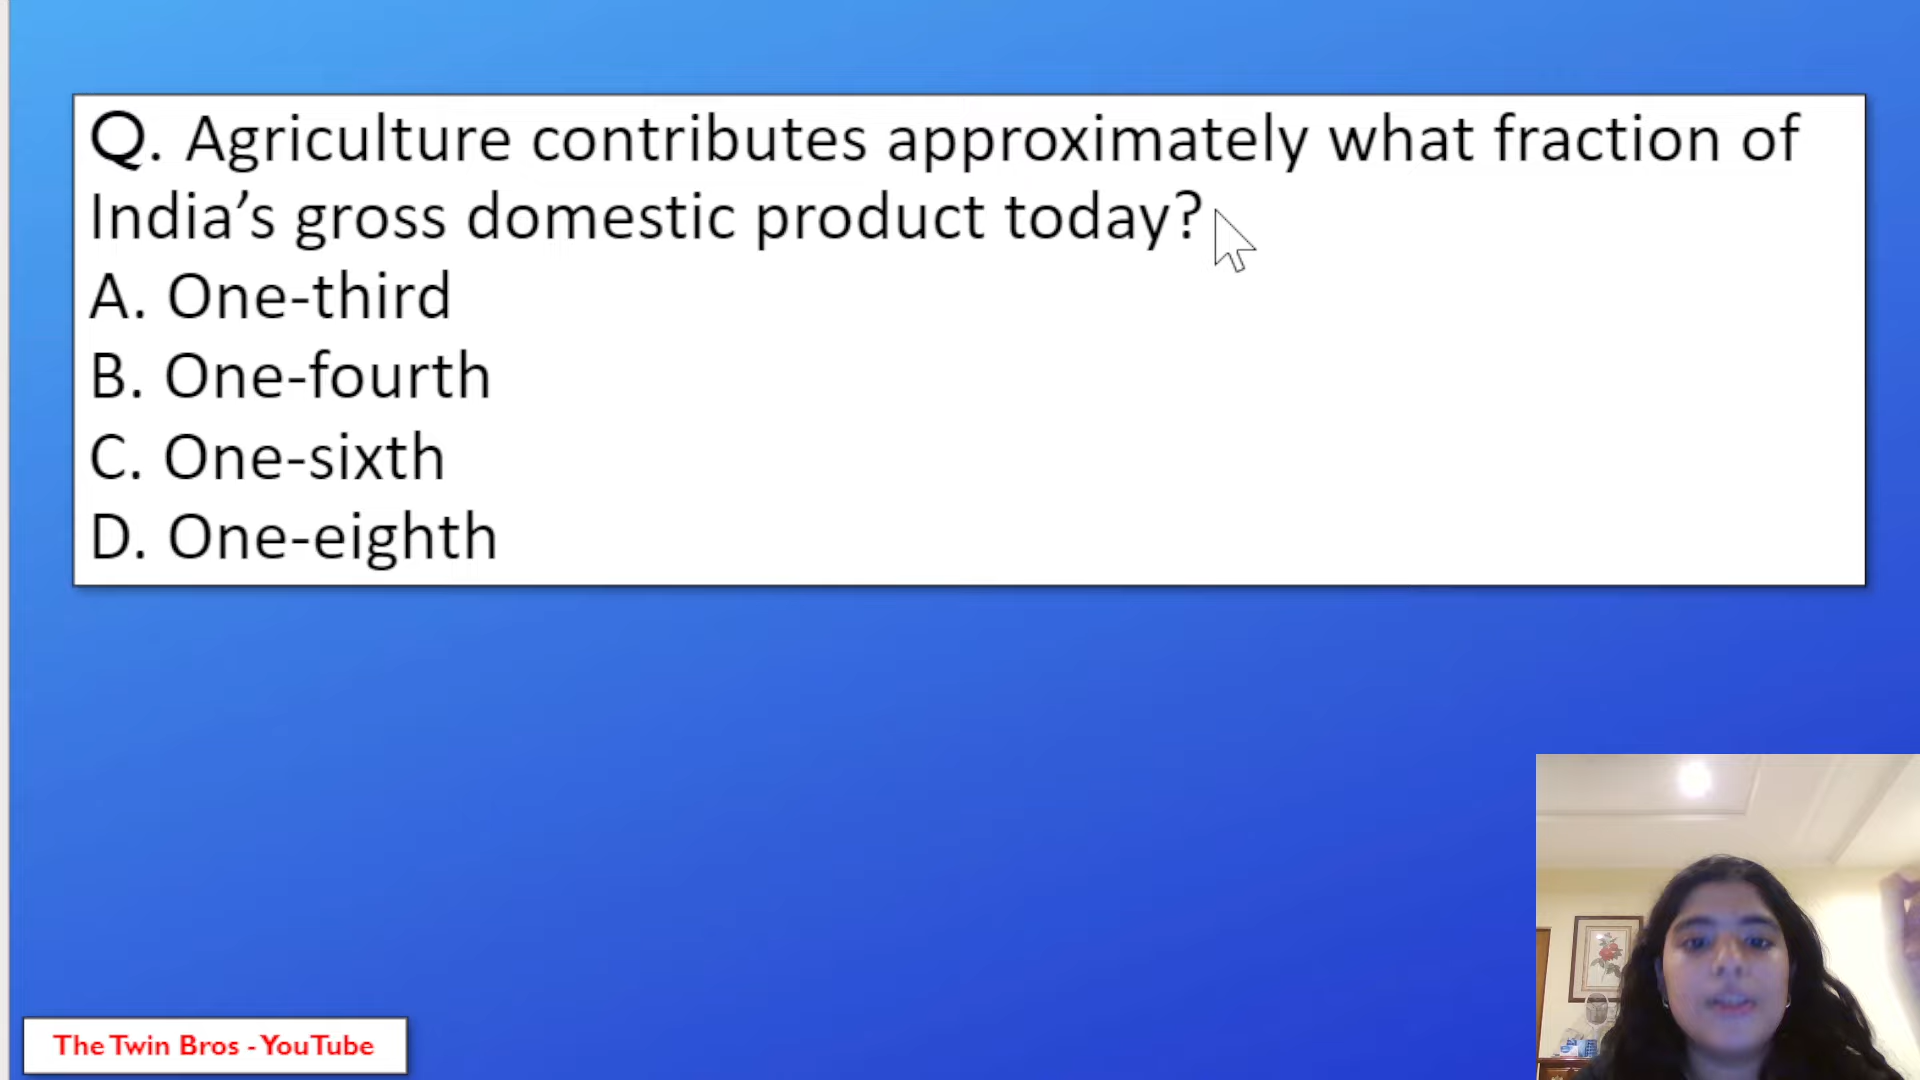 Q. Agriculture contributes approximately what fraction of
India’s gross domestic product today?
A. One-third
B. One-fourth
C. One-sixth
D. One-eighth
The Twin Bros - YouTube